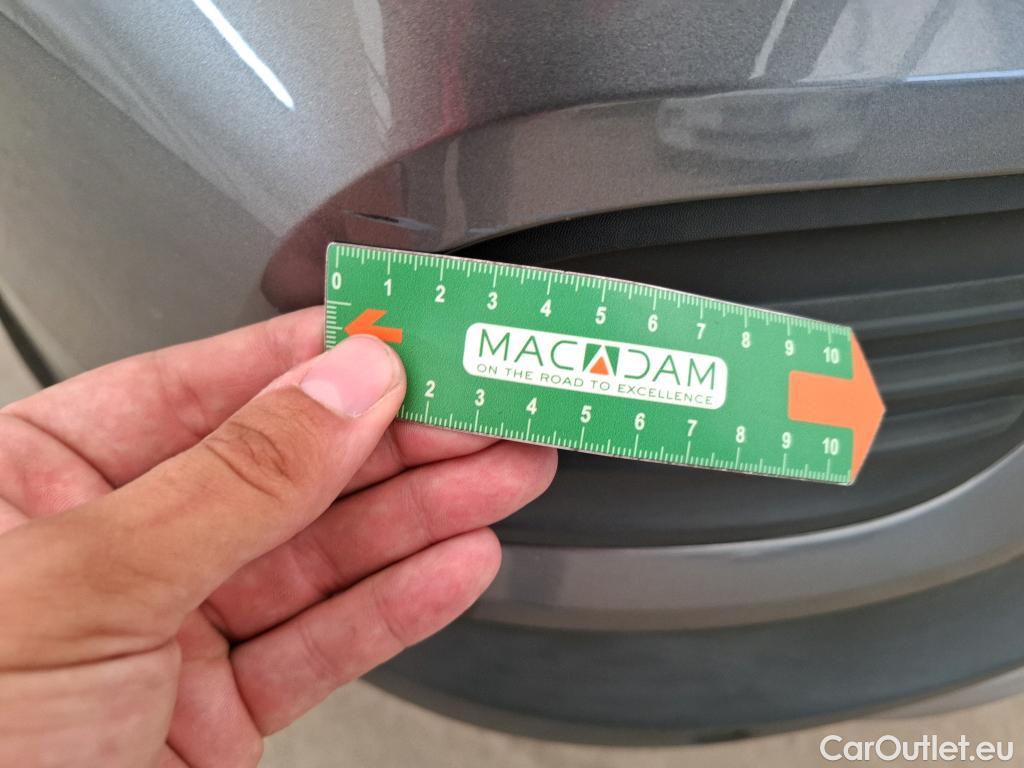 0 1 2 3 4 5 6 7 8 9 10
MACADAM
ON THE ROAD TO EXCELLENCE
2 3 4 5 6 7 8 9 10
CarOutlet.eu